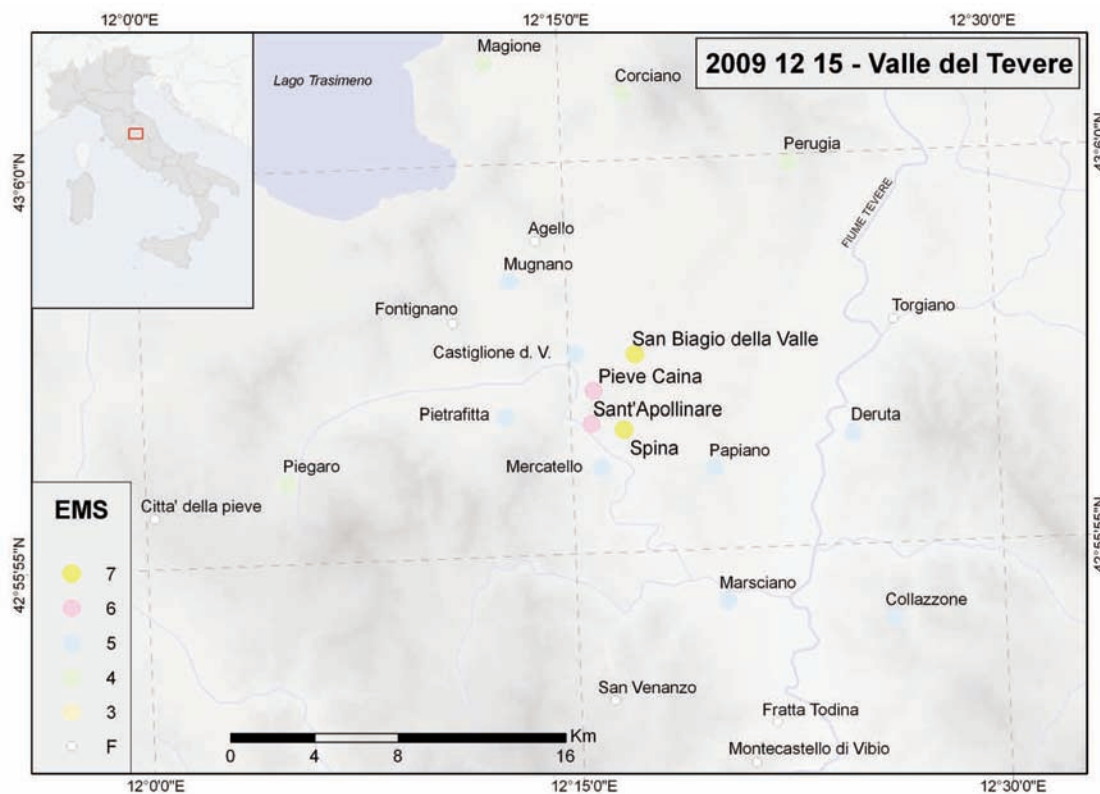 12°0'0"E
12°15'0"E
12°30'0"E
2009 12 15 - Valle del Tevere
Magione
Lago Trasimeno
Corciano
Perugia
43°6'0"N
43°6'0"N
FIUME TEVERE
Agello
Mugnano
Fontignano
Torgiano
San Biagio della Valle
Castiglione d. V.
Pieve Caina
Sant'Apollinare
Pietrafitta
Deruta
Spina
Papiano
Mercatello
Piegaro
Citta' della pieve
EMS
7
6
5
4
3
F
42°55'55"N
42°55'55"N
Marsciano
Collazzone
San Venanzo
Fratta Todina
Montecastello di Vibio
Km
0 4 8 16
12°0'0"E
12°15'0"E
12°30'0"E